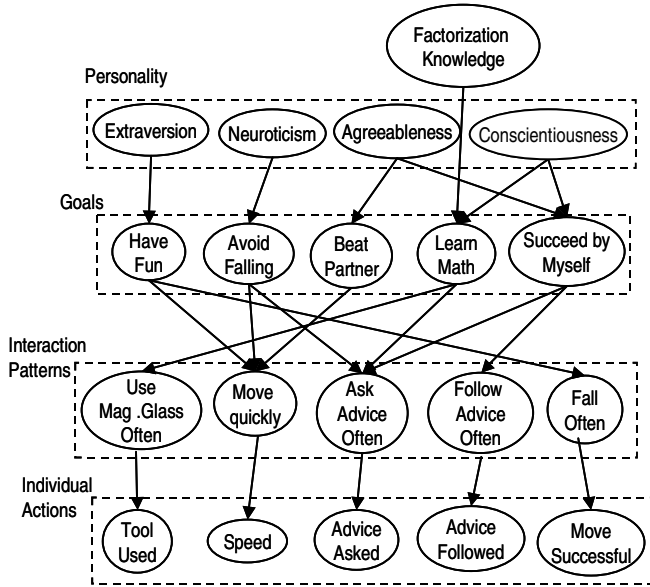 Factorization
Knowledge
Personality
Extraversion
Neuroticism
Agreeableness
Conscientiousness
Goals
Have
Fun
Avoid
Falling
Beat
Partner
Learn
Math
Succeed by
Myself
Interaction
Patterns
Use
Mag .Glass
Often
Move
quickly
Ask
Advice
Often
Follow
Advice
Often
Fall
Often
Individual
Actions
Tool
Used
Speed
Advice
Asked
Advice
Followed
Move
Successful